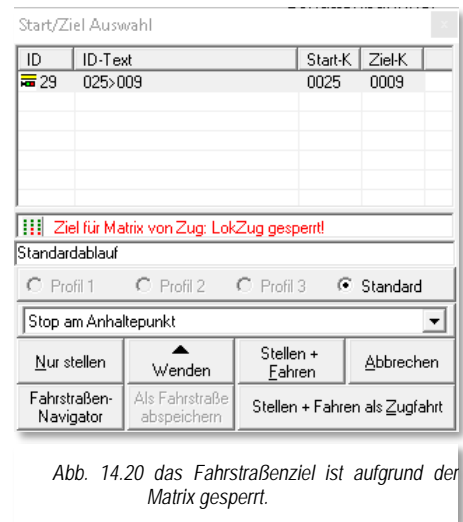 Start/Ziel Auswahl
ID ID-Text Start-K Ziel-K
29 025>009 0025 0009
Ziel für Matrix von Zug: LokZug gesperrt!
Standardablauf
Profil 1 Profil 2 Profil 3 Standard
Stop am Anhaltepunkt
Nur stellen Wenden Stellen + Fahren Abbrechen
Fahrstraßen-Navigator Als Fahrstraße abspeichern Stellen + Fahren als Zugfahrt
Abb. 14.20 das Fahrstraßenziel ist aufgrund der
Matrix gesperrt.